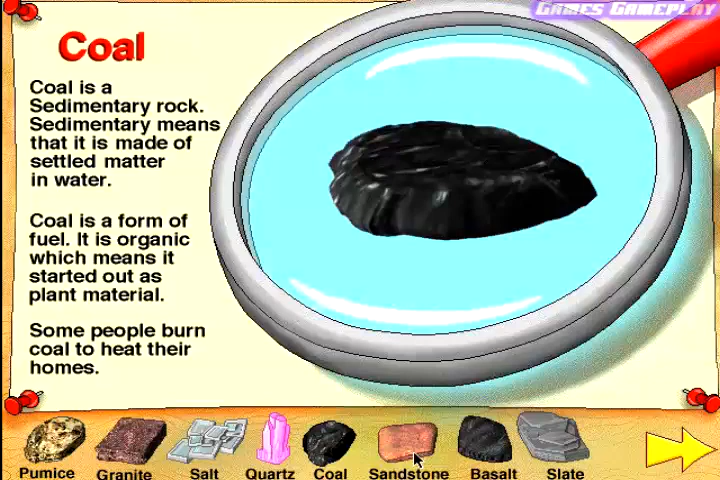 GAMES GAMEPLAY
Coal
Coal is a
Sedimentary rock.
Sedimentary means
that it is made of
settled matter
in water.
Coal is a form of
fuel. It is organic
which means it
started out as
plant material.
Some people burn
coal to heat their
homes.
Pumice Granite Salt Quartz Coal Sandstone Basalt Slate